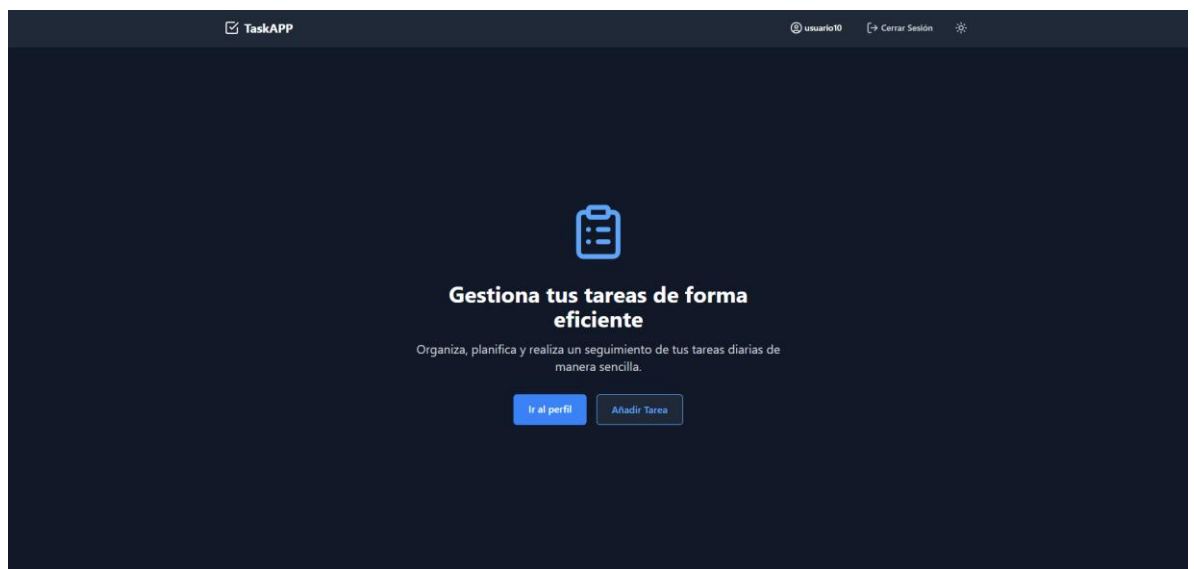 TaskAPP
usuario10
Cerrar Sesión
Gestiona tus tareas de forma
eficiente
Organiza, planifica y realiza un seguimiento de tus tareas diarias de
manera sencilla.
Ir al perfil
Añadir Tarea